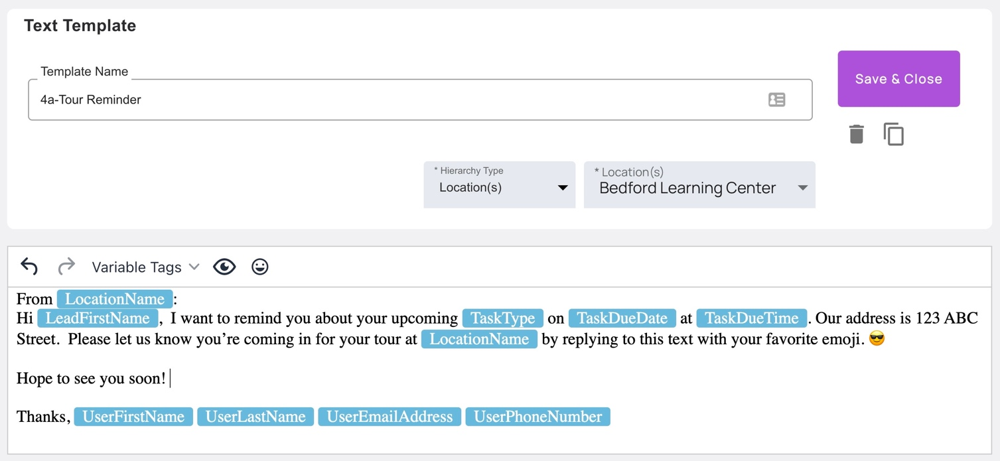 Text Template
Template Name
4a-Tour Reminder
Save & Close
* Hierarchy Type
Location(s)
* Location(s)
Bedford Learning Center
Variable Tags
From LocationName :
Hi LeadFirstName , I want to remind you about your upcoming TaskType on TaskDueDate at TaskDueTime . Our address is 123 ABC
Street. Please let us know you’re coming in for your tour at LocationName by replying to this text with your favorite emoji. 😎
Hope to see you soon!
Thanks, UserFirstName UserLastName UserEmailAddress UserPhoneNumber